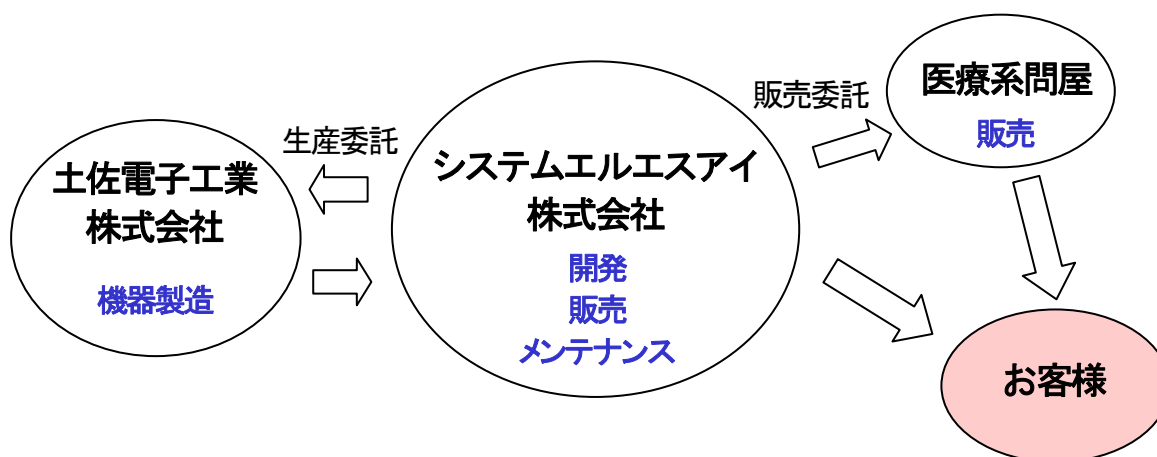 医療系問屋
販売
販売委託
生産委託
土佐電子工業
株式会社
機器製造
システムエルエスアイ
株式会社
開発
販売
メンテナンス
お客様